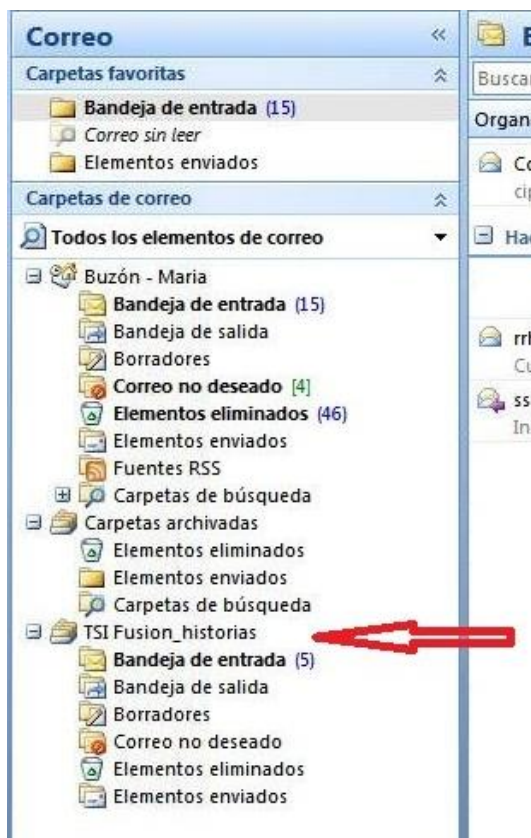 Correo «
Carpetas favoritas
Bandeja de entrada (15)
Correo sin leer
Elementos enviados
Carpetas de correo
Todos los elementos de correo
Buzón - Maria
Bandeja de entrada (15)
Bandeja de salida
Borradores
Correo no deseado [4]
Elementos eliminados (46)
Elementos enviados
Fuentes RSS
Carpetas de búsqueda
Carpetas archivadas
Elementos eliminados
Elementos enviados
Carpetas de búsqueda
TSI Fusion_historias
Bandeja de entrada (5)
Bandeja de salida
Borradores
Correo no deseado
Elementos eliminados
Elementos enviados